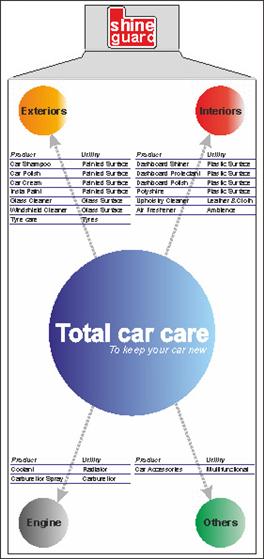 shine
guard
Exteriors Interiors
Product Utility Product Utility
Car Shampoo Painted Surface Dashboard Shiner Plastic Surface
Car Polish Painted Surface Dashboard Protectant Plastic Surface
Car Cream Painted Surface Dashboard Polish Plastic Surface
Insta Paint Painted Surface Polyshire Plastic Surface
Glass Cleaner Glass Surface Upholstry Cleaner Leather & Cloth
Windshield Cleaner Glass Surface Air Freshener Ambience
Tyre care Tyres
Total car care
To keep your car new
Product Utility Product Utility
Coolant Radiator Car Accessories Multifunctional
Carburettor Spray Carburettor
Engine Others